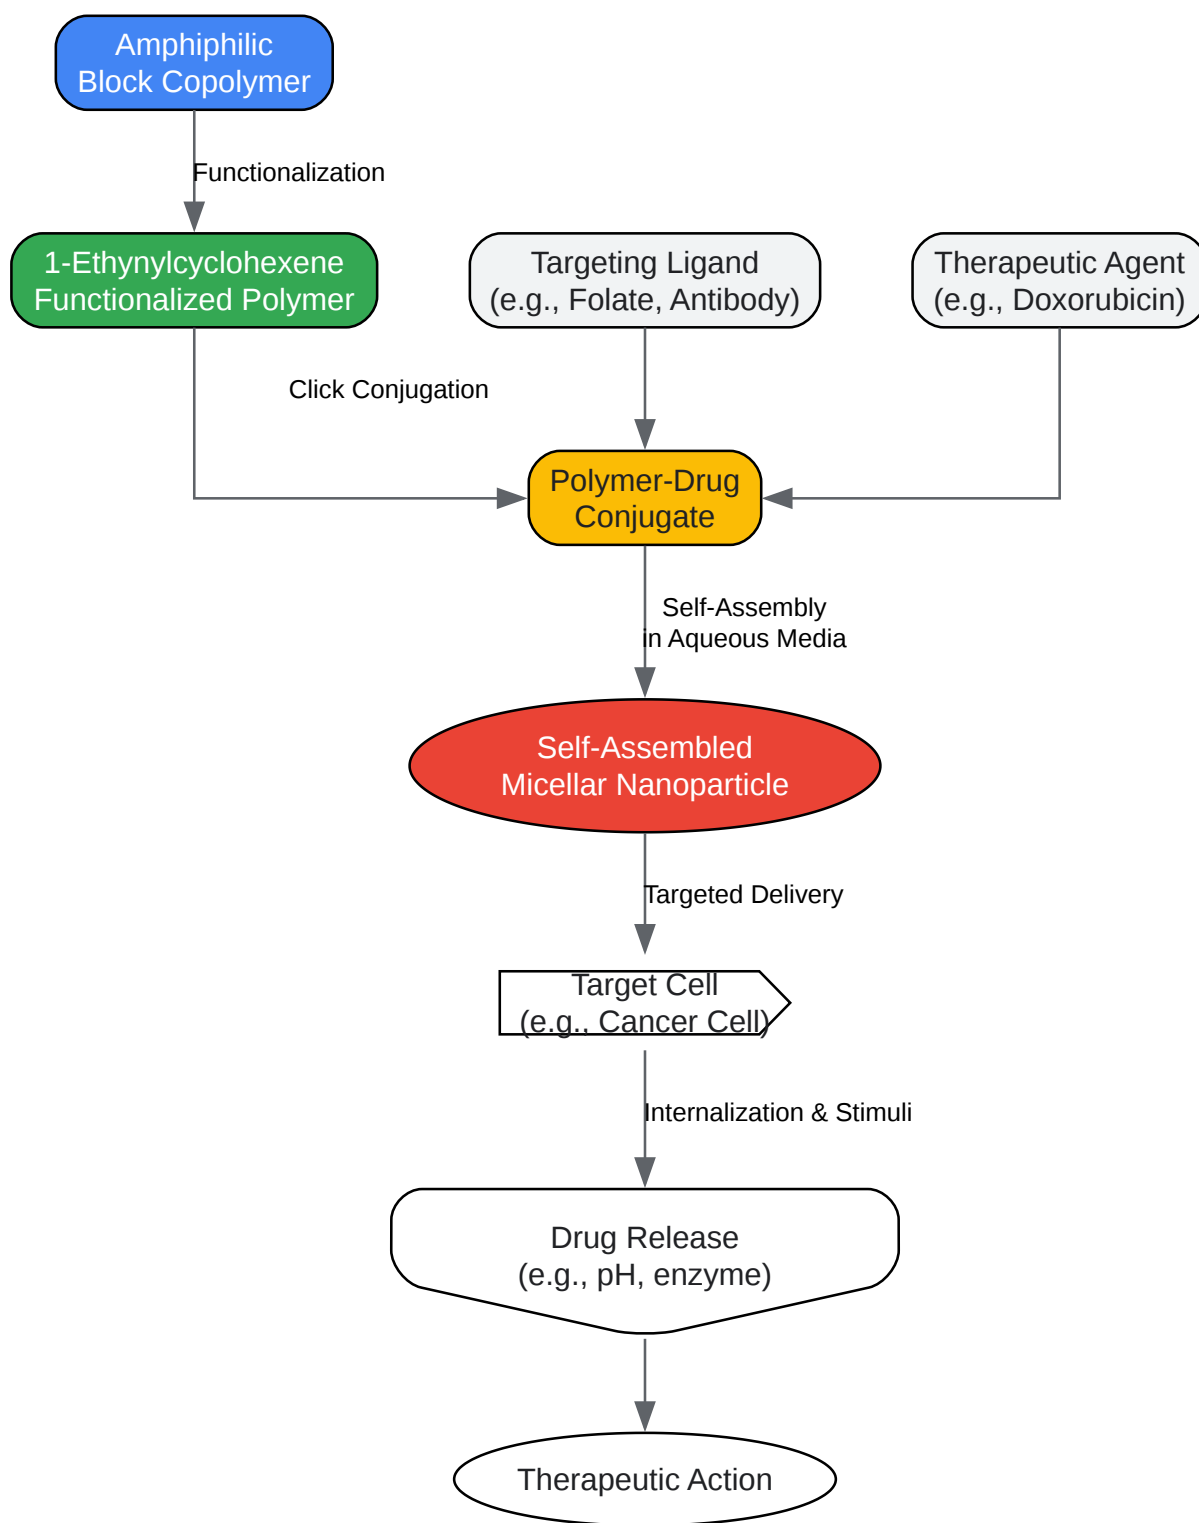 Amphiphilic
Block Copolymer
Functionalization
1-Ethynylcyclohexene
Functionalized Polymer
Targeting Ligand
(e.g., Folate, Antibody)
Therapeutic Agent
(e.g., Doxorubicin)
Click Conjugation
Polymer-Drug
Conjugate
Self-Assembly
in Aqueous Media
Self-Assembled
Micellar Nanoparticle
Targeted Delivery
Target Cell
(e.g., Cancer Cell)
Internalization & Stimuli
Drug Release
(e.g., pH, enzyme)
Therapeutic Action